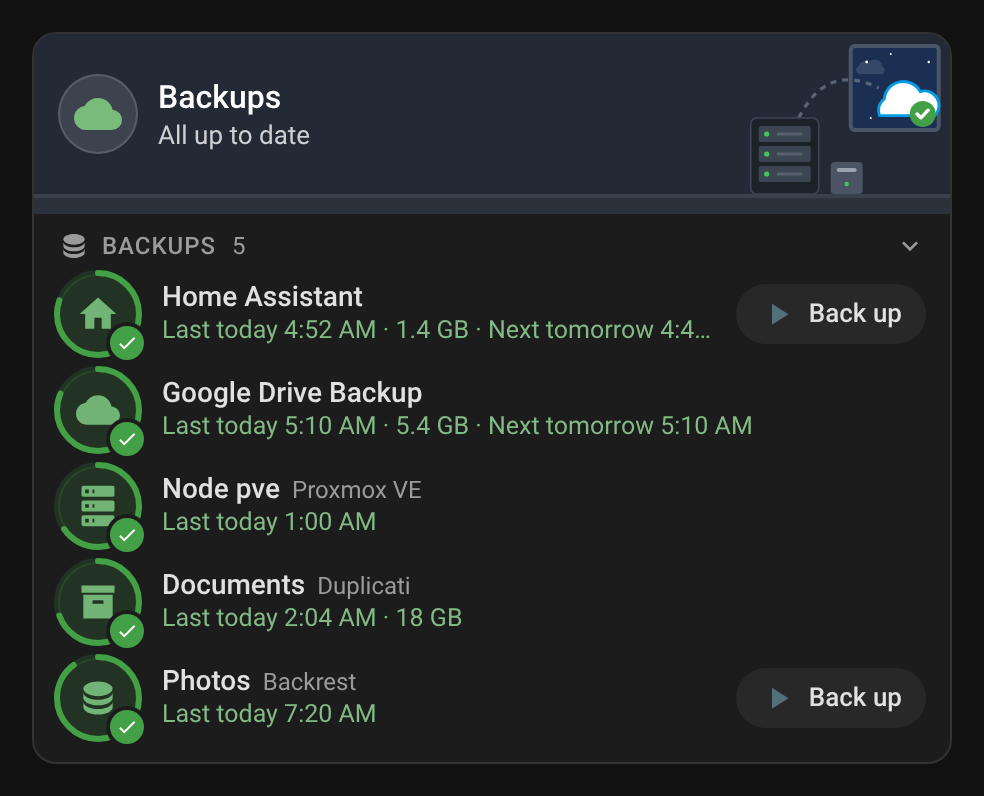 Backups
All up to date
BACKUPS 5
Home Assistant
Last today 4:52 AM · 1.4 GB · Next tomorrow 4:4…
Back up
Google Drive Backup
Last today 5:10 AM · 5.4 GB · Next tomorrow 5:10 AM
Node pve Proxmox VE
Last today 1:00 AM
Documents Duplicati
Last today 2:04 AM · 18 GB
Photos Backrest
Last today 7:20 AM
Back up